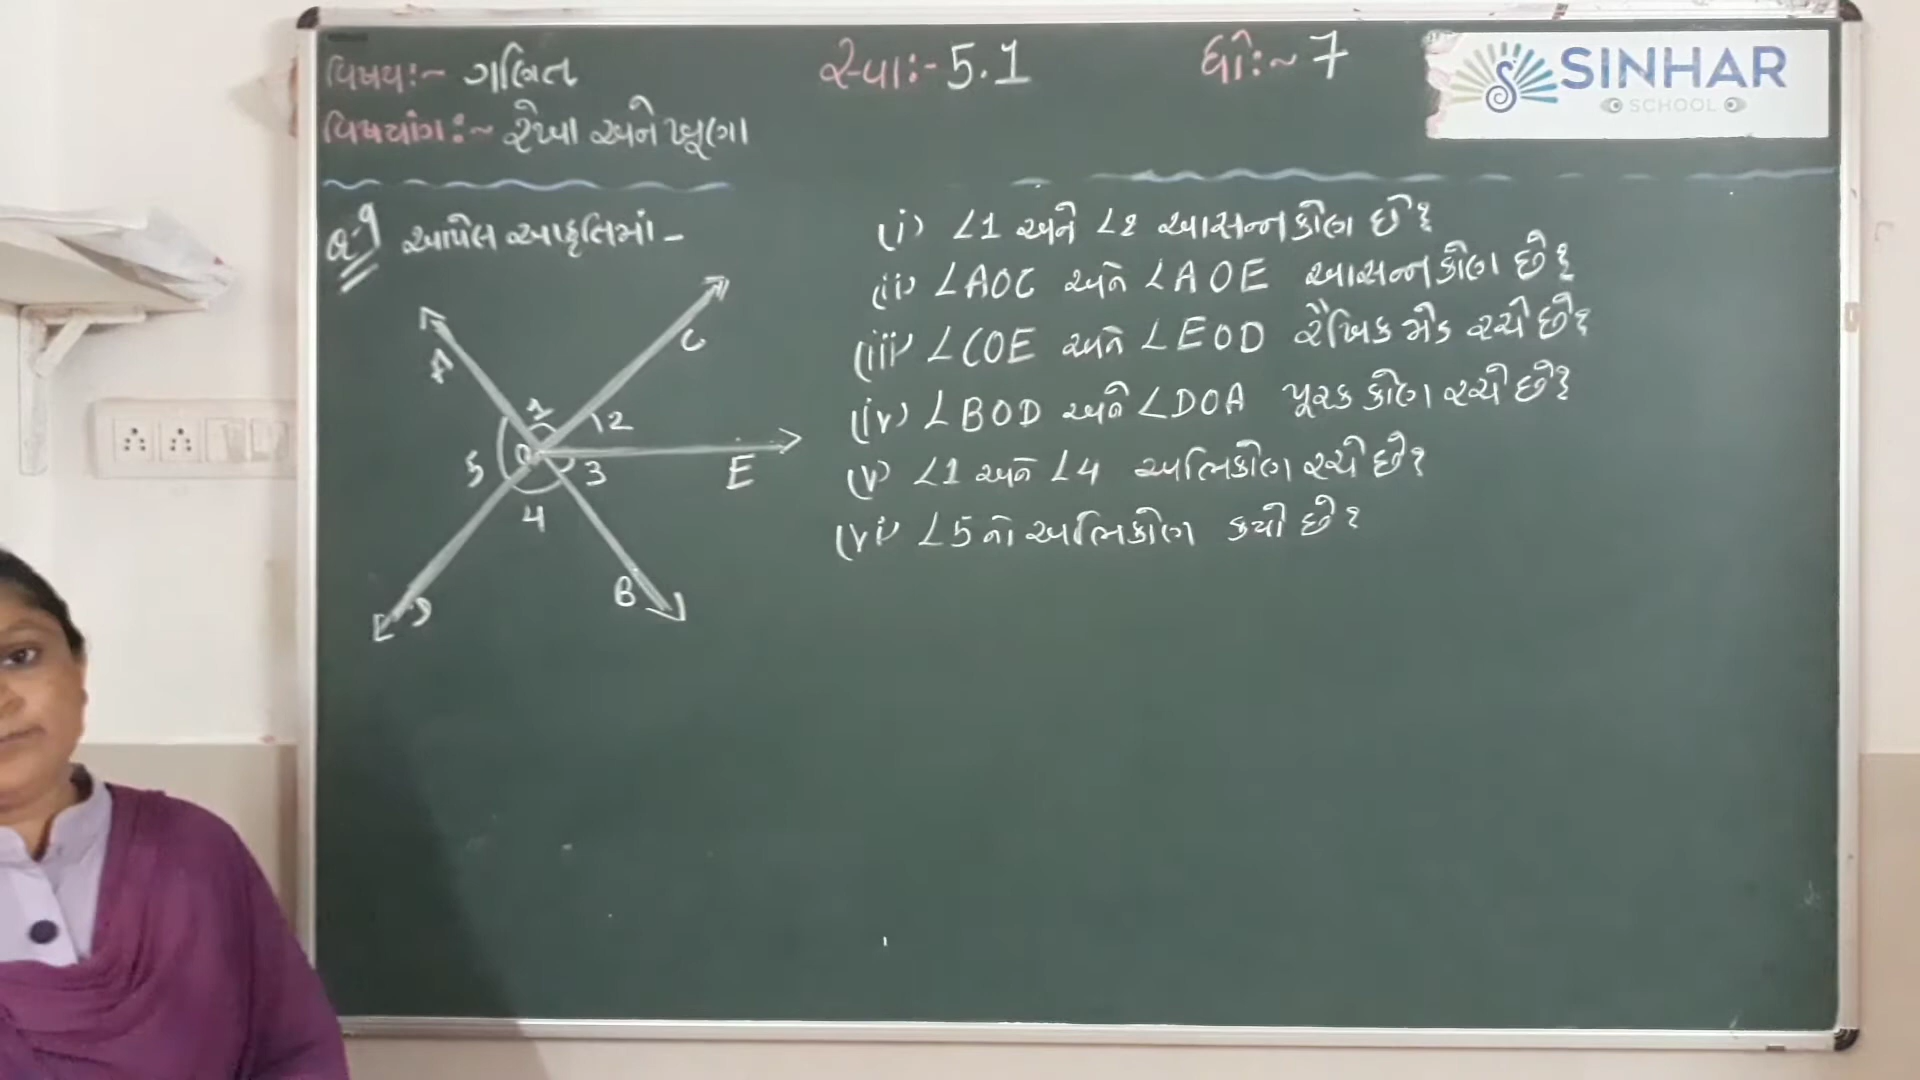 વિષય:~ ગણિત
સ્વા:- 5.1
ધો:~ 7
SINHAR
SCHOOL
વિષયાંગ:~ રેખા અને ખૂણા
Q-9 આપેલ આકૃતિમાં -
(i) ∠1 અને ∠2 આસન્નકોણ છે?
(ii) ∠AOC અને ∠AOE આસન્નકોણ છે?
(iii) ∠COE અને ∠EOD રૈખિક જોડ રચે છે?
(iv) ∠BOD અને ∠DOA પૂરક કોણ રચે છે?
(v) ∠1 અને ∠4 અભિકોણ રચે છે?
(vi) ∠5 નો અભિકોણ કયો છે?
A
C
1
2
O
5
3
E
4
D
B